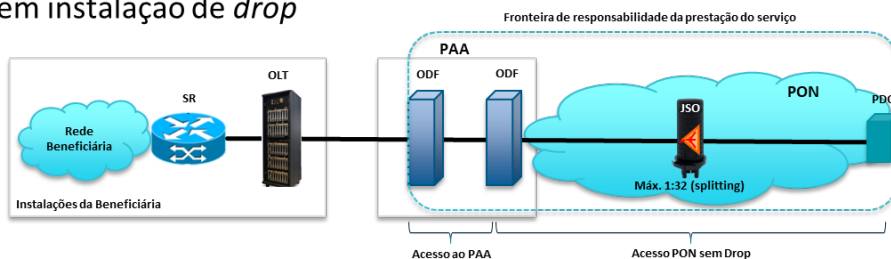 em instalação de drop
Fronteira de responsabilidade da prestação do serviço
PAA
OLT
ODF
ODF
SR
JSO
PON
Rede
Beneficiária
Máx. 1:32 (splitting)
Instalações da Beneficiária
Acesso ao PAA
Acesso PON sem Drop